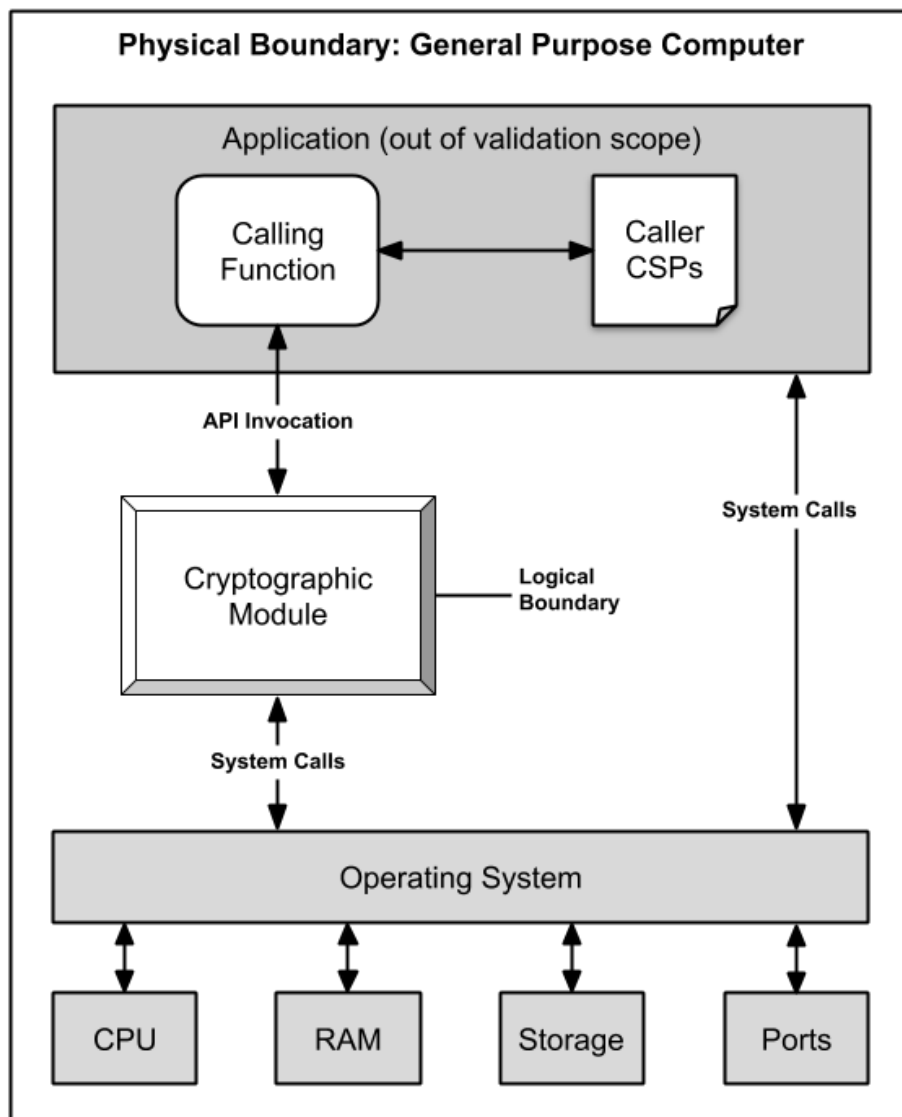 Physical Boundary: General Purpose Computer
Application (out of validation scope)
Calling
Function
Caller
CSPs
API Invocation
System Calls
Cryptographic
Module
Logical
Boundary
System Calls
Operating System
CPU
RAM
Storage
Ports